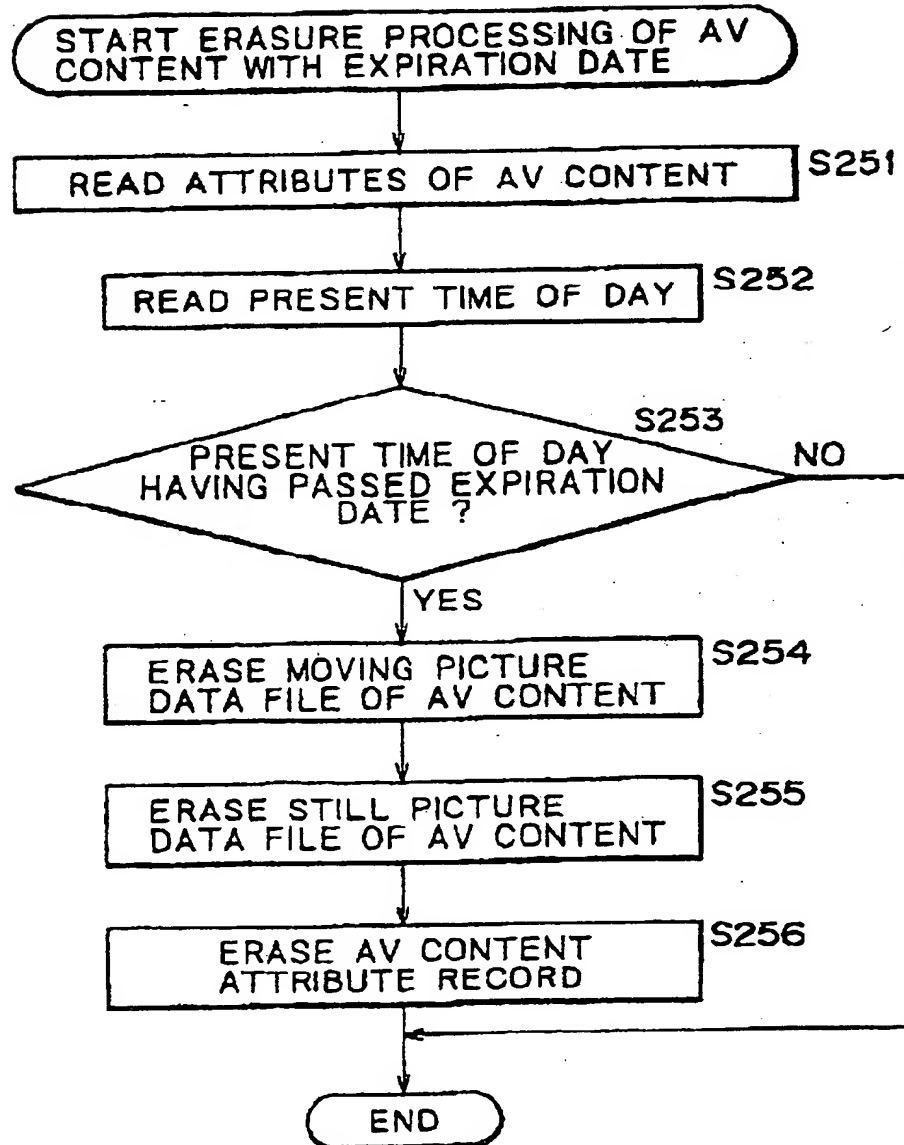 START ERASURE PROCESSING OF AV
CONTENT WITH EXPIRATION DATE
READ ATTRIBUTES OF AV CONTENT
S251
READ PRESENT TIME OF DAY
S252
S253
PRESENT TIME OF DAY
HAVING PASSED EXPIRATION
DATE ?
NO
YES
ERASE MOVING PICTURE
DATA FILE OF AV CONTENT
S254
ERASE STILL PICTURE
DATA FILE OF AV CONTENT
S255
ERASE AV CONTENT
ATTRIBUTE RECORD
S256
END